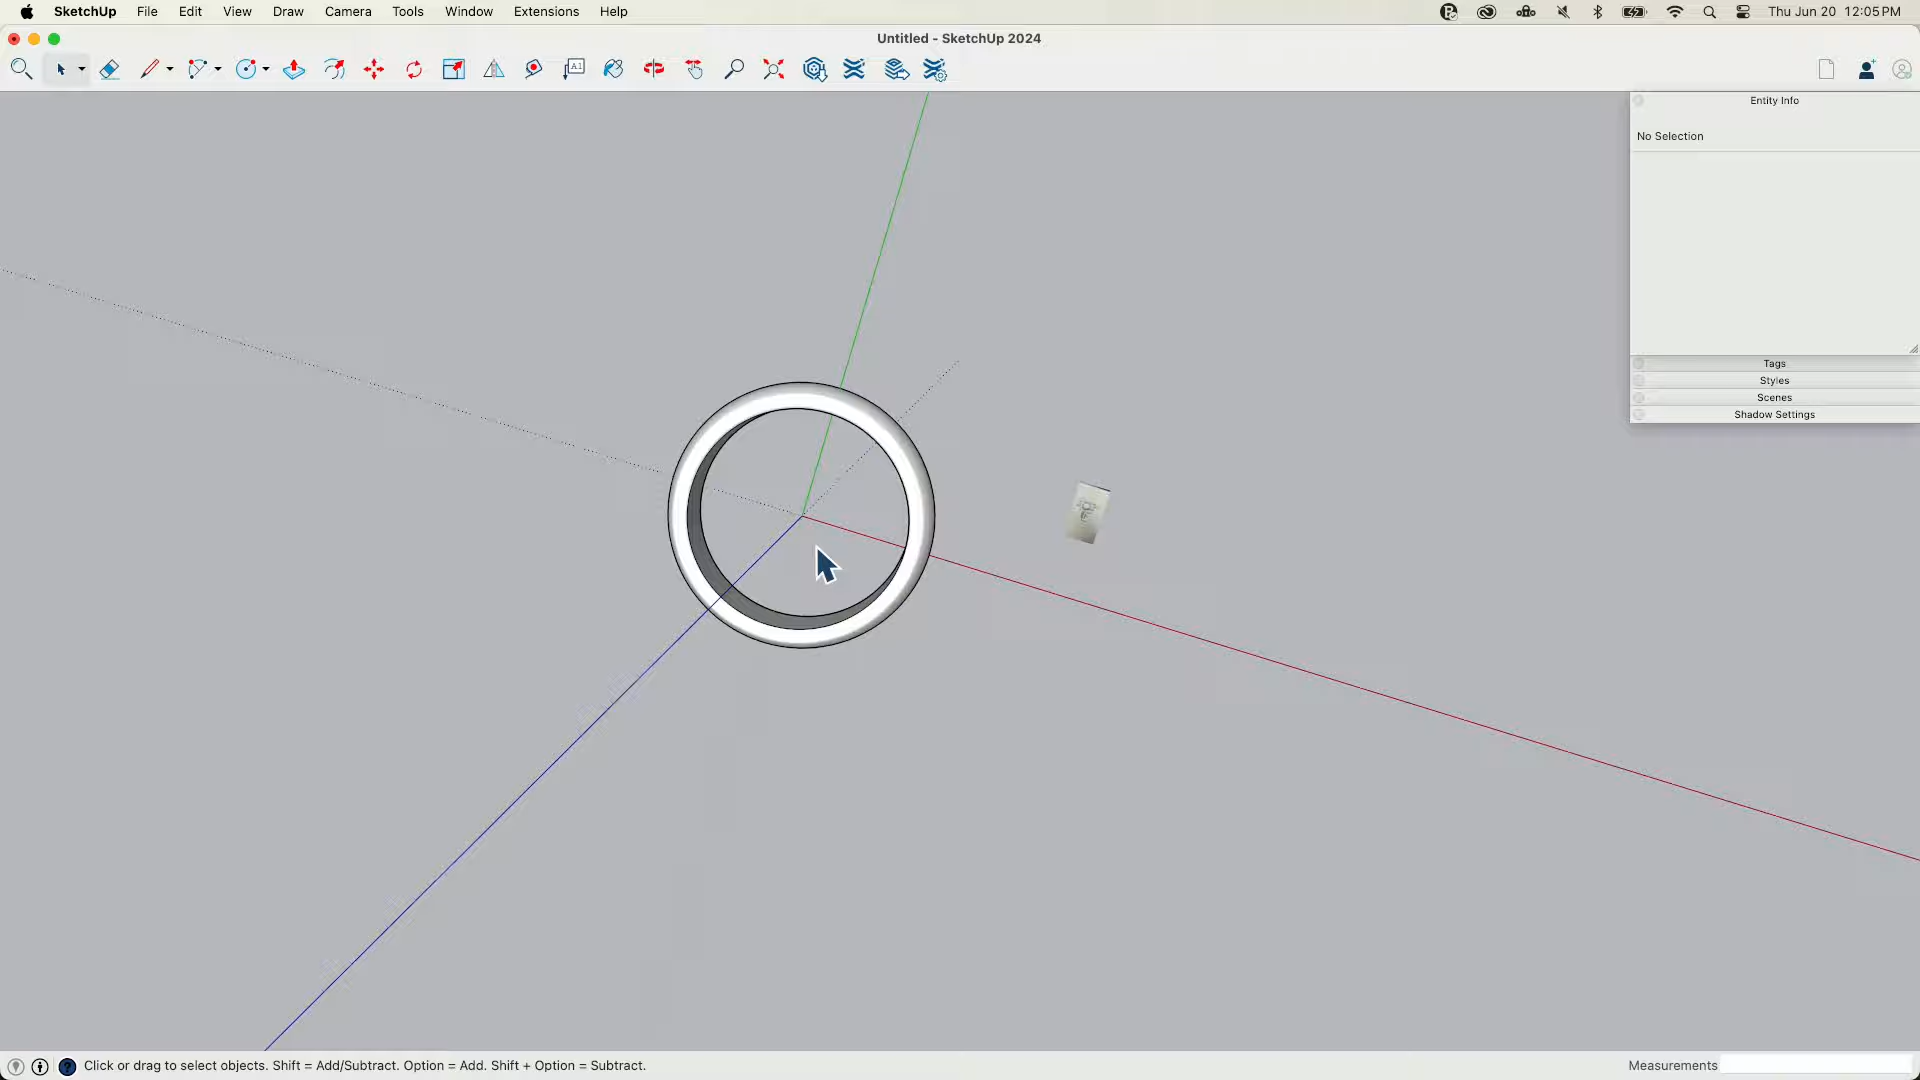 SketchUp File Edit View Draw Camera Tools Window Extensions Help Thu Jun 20 12:05 PM
Untitled - SketchUp 2024
A1
Entity Info
No Selection
Tags
Styles
Scenes
Shadow Settings
Click or drag to select objects. Shift = Add/Subtract. Option = Add. Shift + Option = Subtract.
Measurements